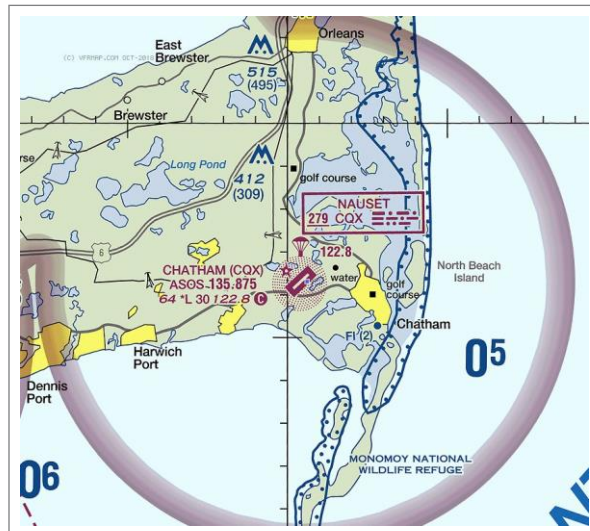 (C) VFRMAP.COM OCT-201
Orleans
East
Brewster
515
(495)
Brewster
Long Pond
412
(309)
golf course
NAUSET
279 CQX
6
122.8
CHATHAM (CQX)
ASOS 135.875
64 *L 30 122.8 C
water
North Beach
Island
golf
course
Chatham
Fl (2)
05
Harwich
Port
Dennis
Port
06
MONOMOY NATIONAL
WILDLIFE REFUGE